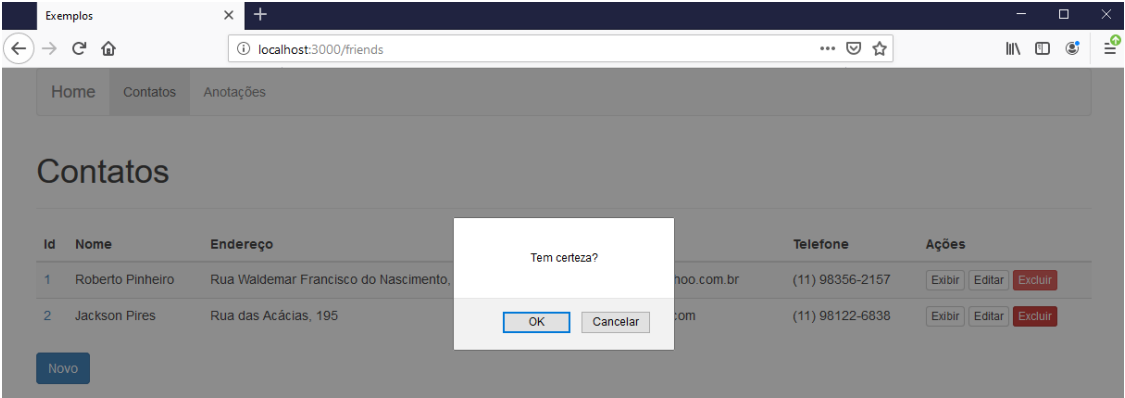 Exemplos
localhost:3000/friends
Home Contatos Anotações
Contatos
Id Nome Endereço Telefone Ações
Tem certeza?
1 Roberto Pinheiro Rua Waldemar Francisco do Nascimento, hoo.com.br (11) 98356-2157 Exibir Editar Excluir
2 Jackson Pires Rua das Acácias, 195 com (11) 98122-6838 Exibir Editar Excluir
OK Cancelar
Novo